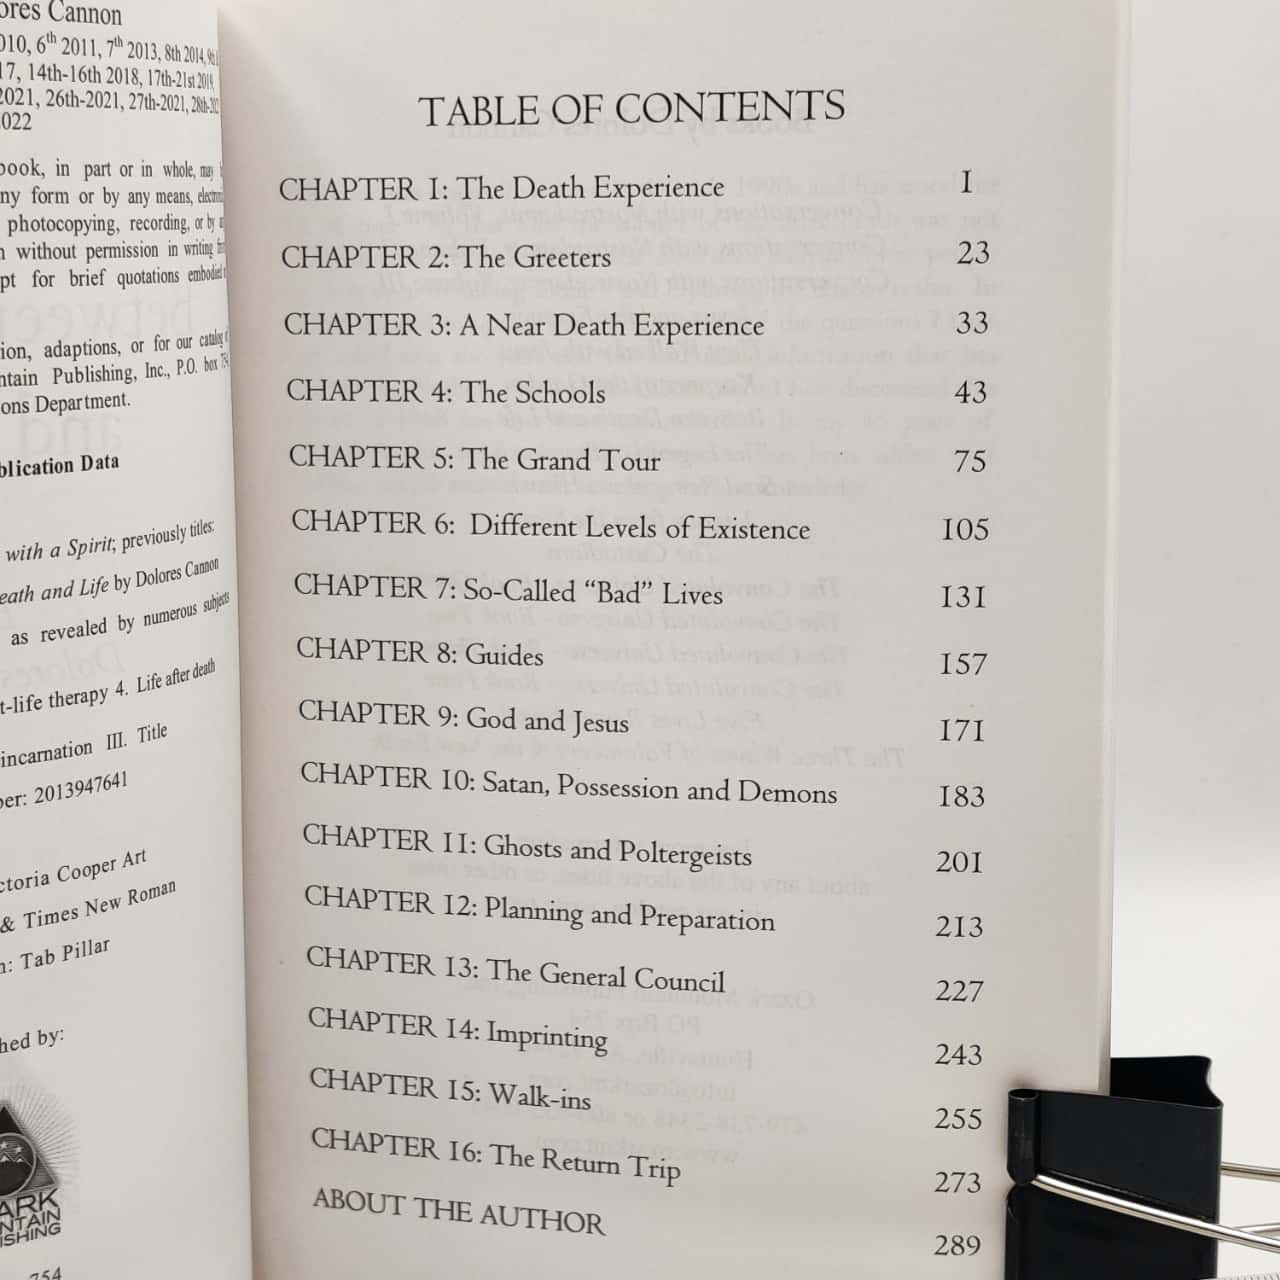 ores Cannon
010, 6th 2011, 7th 2013, 8th 2014, 9th
17, 14th-16th 2018, 17th-21st 2019,
2021, 26th-2021, 27th-2021, 28th-202
022
book, in part or in whole, may
ny form or by any means,
photocopying, recording, or by
without permission in writing
pt for brief quotations embodied
ion, adaptions, or for our catalog
ntain Publishing, Inc., P.O. box 754
ons Department.
blication Data
with a Spirit; previously titles:
eath and Life by Dolores Cannon
as revealed by numerous subjects
t-life therapy 4. Life after death
incarnation III. Title
ber: 2013947641
ctoria Cooper Art
& Times New Roman
n: Tab Pillar
hed by:
ARK
NTAIN
ISHING
754
TABLE OF CONTENTS
CHAPTER 1: The Death Experience 1
CHAPTER 2: The Greeters 23
CHAPTER 3: A Near Death Experience 33
CHAPTER 4: The Schools 43
CHAPTER 5: The Grand Tour 75
CHAPTER 6: Different Levels of Existence 105
CHAPTER 7: So-Called “Bad” Lives 131
CHAPTER 8: Guides 157
CHAPTER 9: God and Jesus 171
CHAPTER 10: Satan, Possession and Demons 183
CHAPTER 11: Ghosts and Poltergeists 201
CHAPTER 12: Planning and Preparation 213
CHAPTER 13: The General Council 227
CHAPTER 14: Imprinting 243
CHAPTER 15: Walk-ins 255
CHAPTER 16: The Return Trip 273
ABOUT THE AUTHOR 289